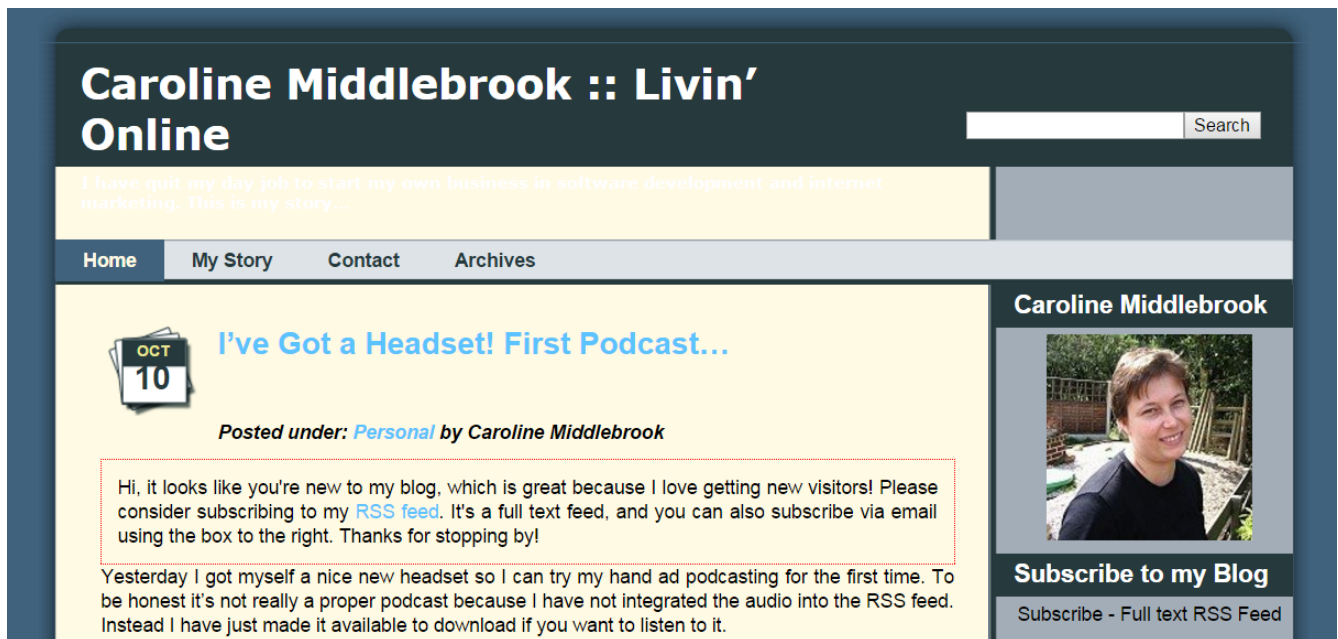 Caroline Middlebrook :: Livin’
Online
Search
I have quit my day job to start my own business in software development and internet
marketing. This is my story...
Home
My Story
Contact
Archives
OCT
10
I’ve Got a Headset! First Podcast…
Posted under: Personal by Caroline Middlebrook
Hi, it looks like you're new to my blog, which is great because I love getting new visitors! Please
consider subscribing to my RSS feed. It's a full text feed, and you can also subscribe via email
using the box to the right. Thanks for stopping by!
Yesterday I got myself a nice new headset so I can try my hand ad podcasting for the first time. To
be honest it’s not really a proper podcast because I have not integrated the audio into the RSS feed.
Instead I have just made it available to download if you want to listen to it.
Caroline Middlebrook
Subscribe to my Blog
Subscribe - Full text RSS Feed